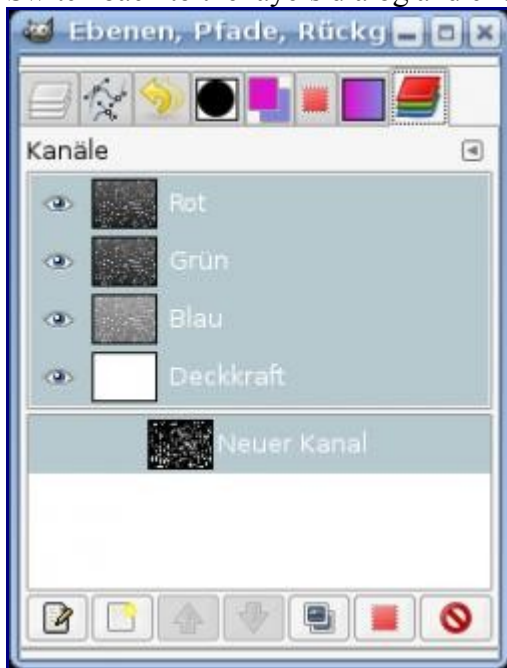 Ebenen, Pfade, Rückg
Kanäle
Rot
Grün
Blau
Deckkraft
Neuer Kanal